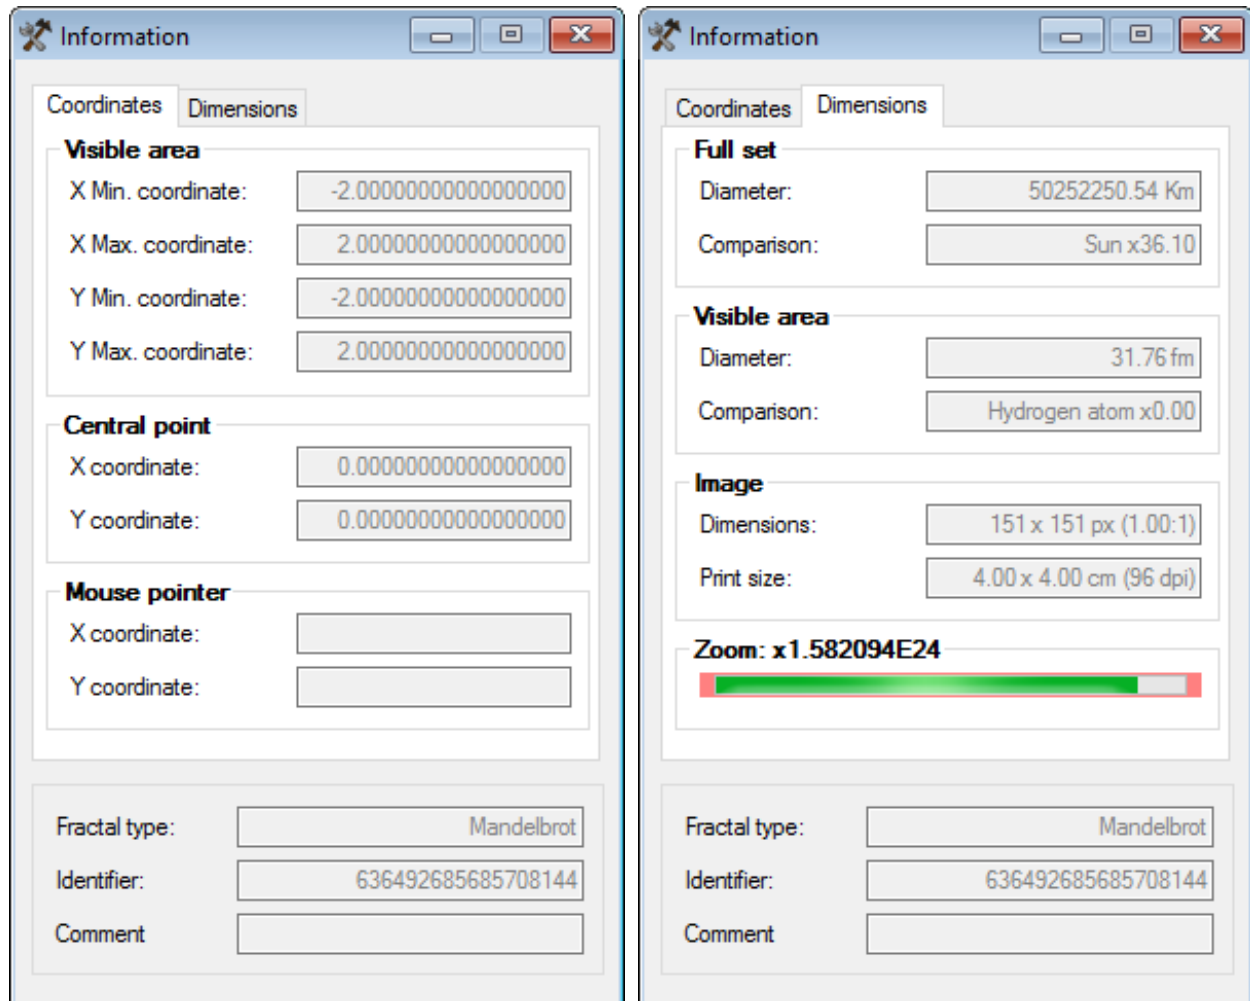 Information
Coordinates Dimensions
Visible area
X Min. coordinate: -2.00000000000000000
X Max. coordinate: 2.00000000000000000
Y Min. coordinate: -2.00000000000000000
Y Max. coordinate: 2.00000000000000000
Central point
X coordinate: 0.00000000000000000
Y coordinate: 0.00000000000000000
Mouse pointer
X coordinate:
Y coordinate:
Fractal type: Mandelbrot
Identifier: 636492685685708144
Comment
Information
Coordinates Dimensions
Full set
Diameter: 50252250.54 Km
Comparison: Sun x36.10
Visible area
Diameter: 31.76 fm
Comparison: Hydrogen atom x0.00
Image
Dimensions: 151 x 151 px (1.00:1)
Print size: 4.00 x 4.00 cm (96 dpi)
Zoom: x1.582094E24
Fractal type: Mandelbrot
Identifier: 636492685685708144
Comment